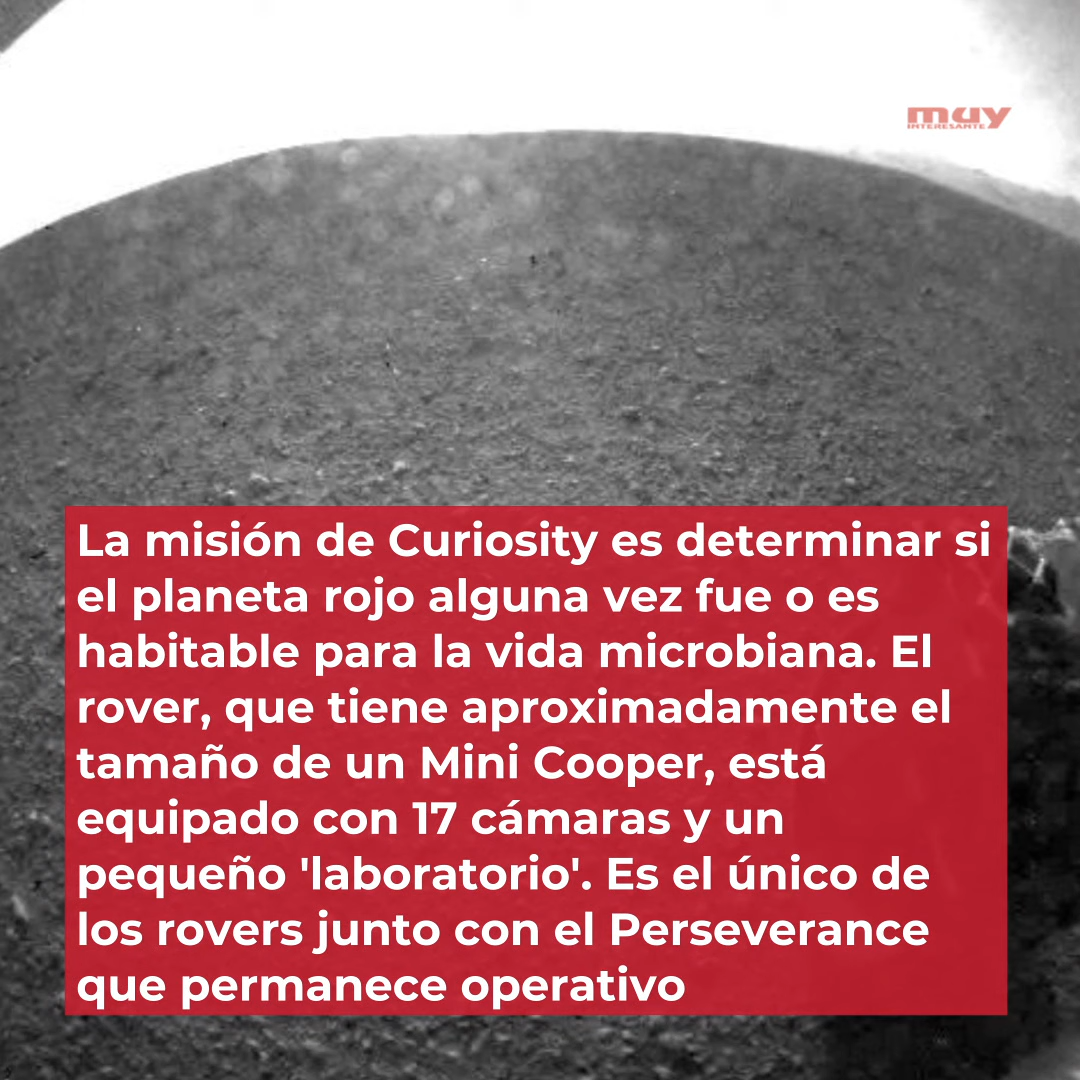 muy
INTERESANTE
La misión de Curiosity es determinar si
el planeta rojo alguna vez fue o es
habitable para la vida microbiana. El
rover, que tiene aproximadamente el
tamaño de un Mini Cooper, está
equipado con 17 cámaras y un
pequeño 'laboratorio'. Es el único de
los rovers junto con el Perseverance
que permanece operativo